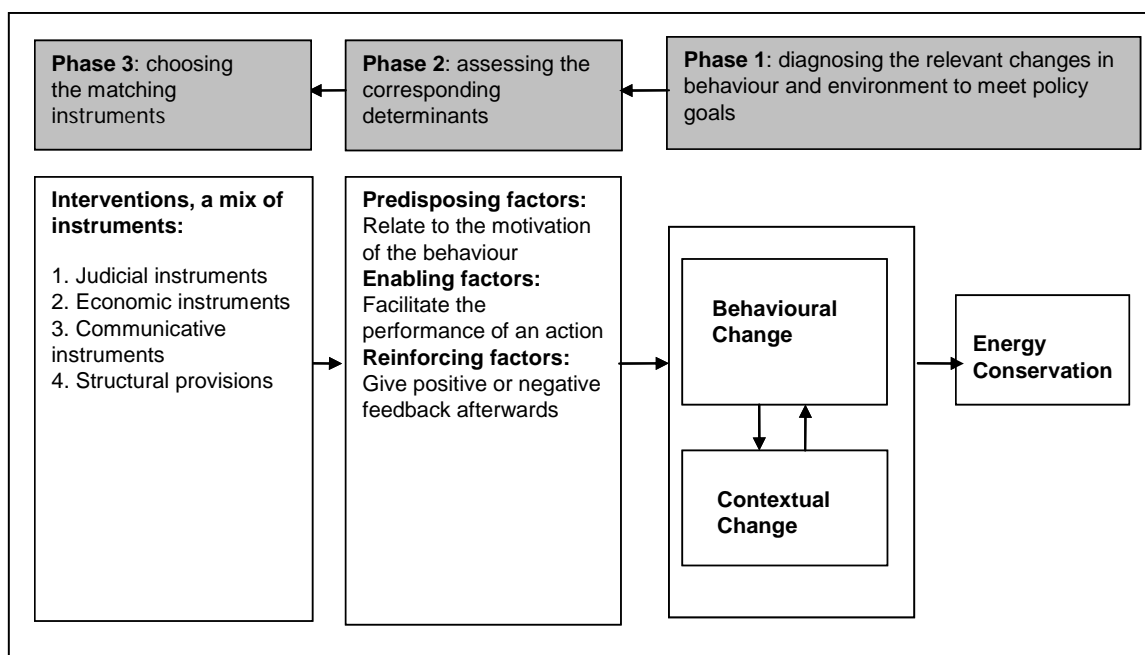 Phase 3: choosing
the matching
instruments
Phase 2: assessing the
corresponding
determinants
Phase 1: diagnosing the relevant changes in
behaviour and environment to meet policy
goals
Interventions, a mix of
instruments:
1. Judicial instruments
2. Economic instruments
3. Communicative
instruments
4. Structural provisions
Predisposing factors:
Relate to the motivation
of the behaviour
Enabling factors:
Facilitate the
performance of an action
Reinforcing factors:
Give positive or negative
feedback afterwards
Behavioural
Change
Contextual
Change
Energy
Conservation